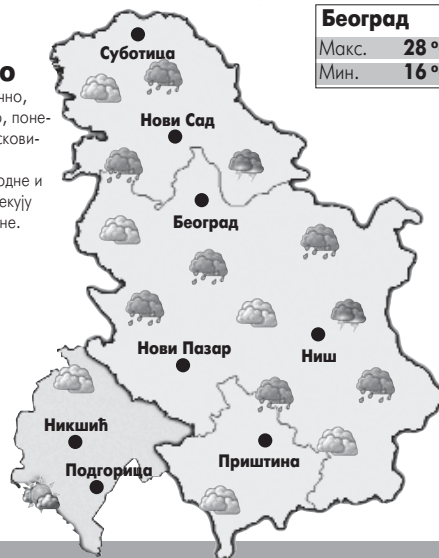 Београд
Макс. 28°
Мин. 16°
Суботица
Нови Сад
Београд
Нови Пазар
Ниш
Никшић
Подгорица
Приштина